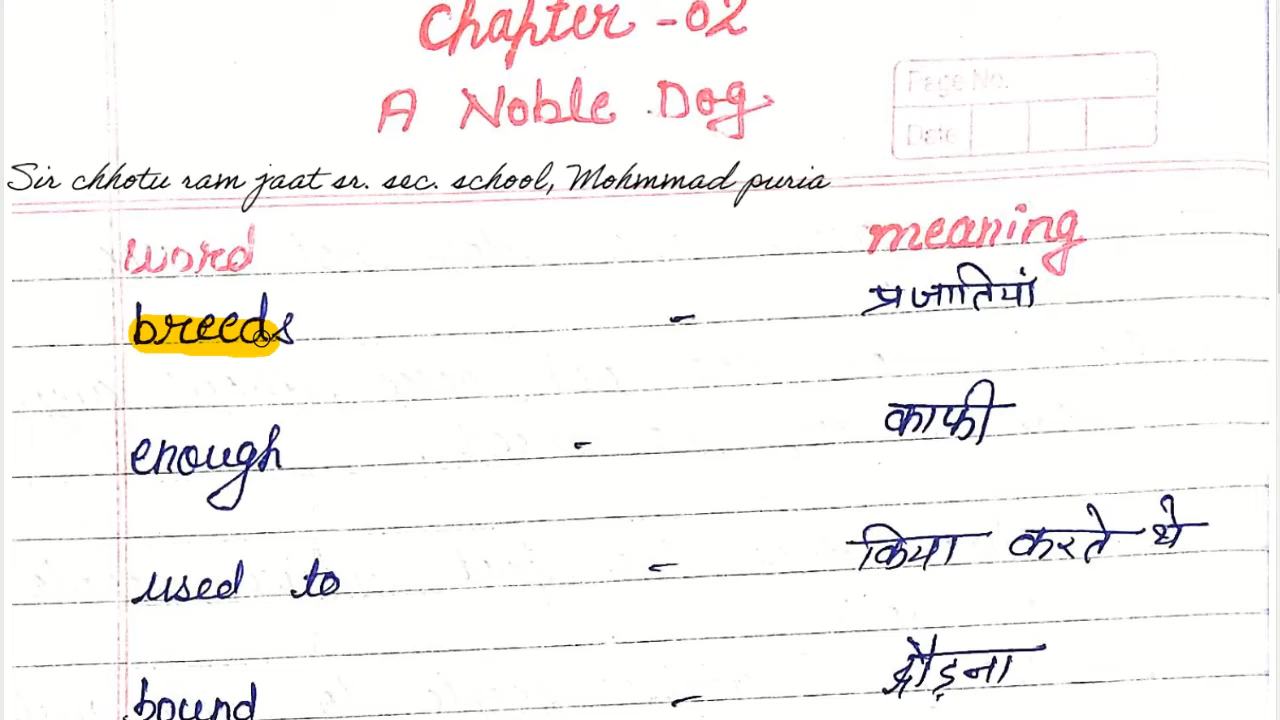 Chapter - 02
A Noble Dog
Page No.
Date
Sir chhotu ram jaat sr. sec. school, Mohmmad puria
word meaning
breeds - प्रजातियां
enough - काफी
used to - किया करते थे
bound - दौड़ना